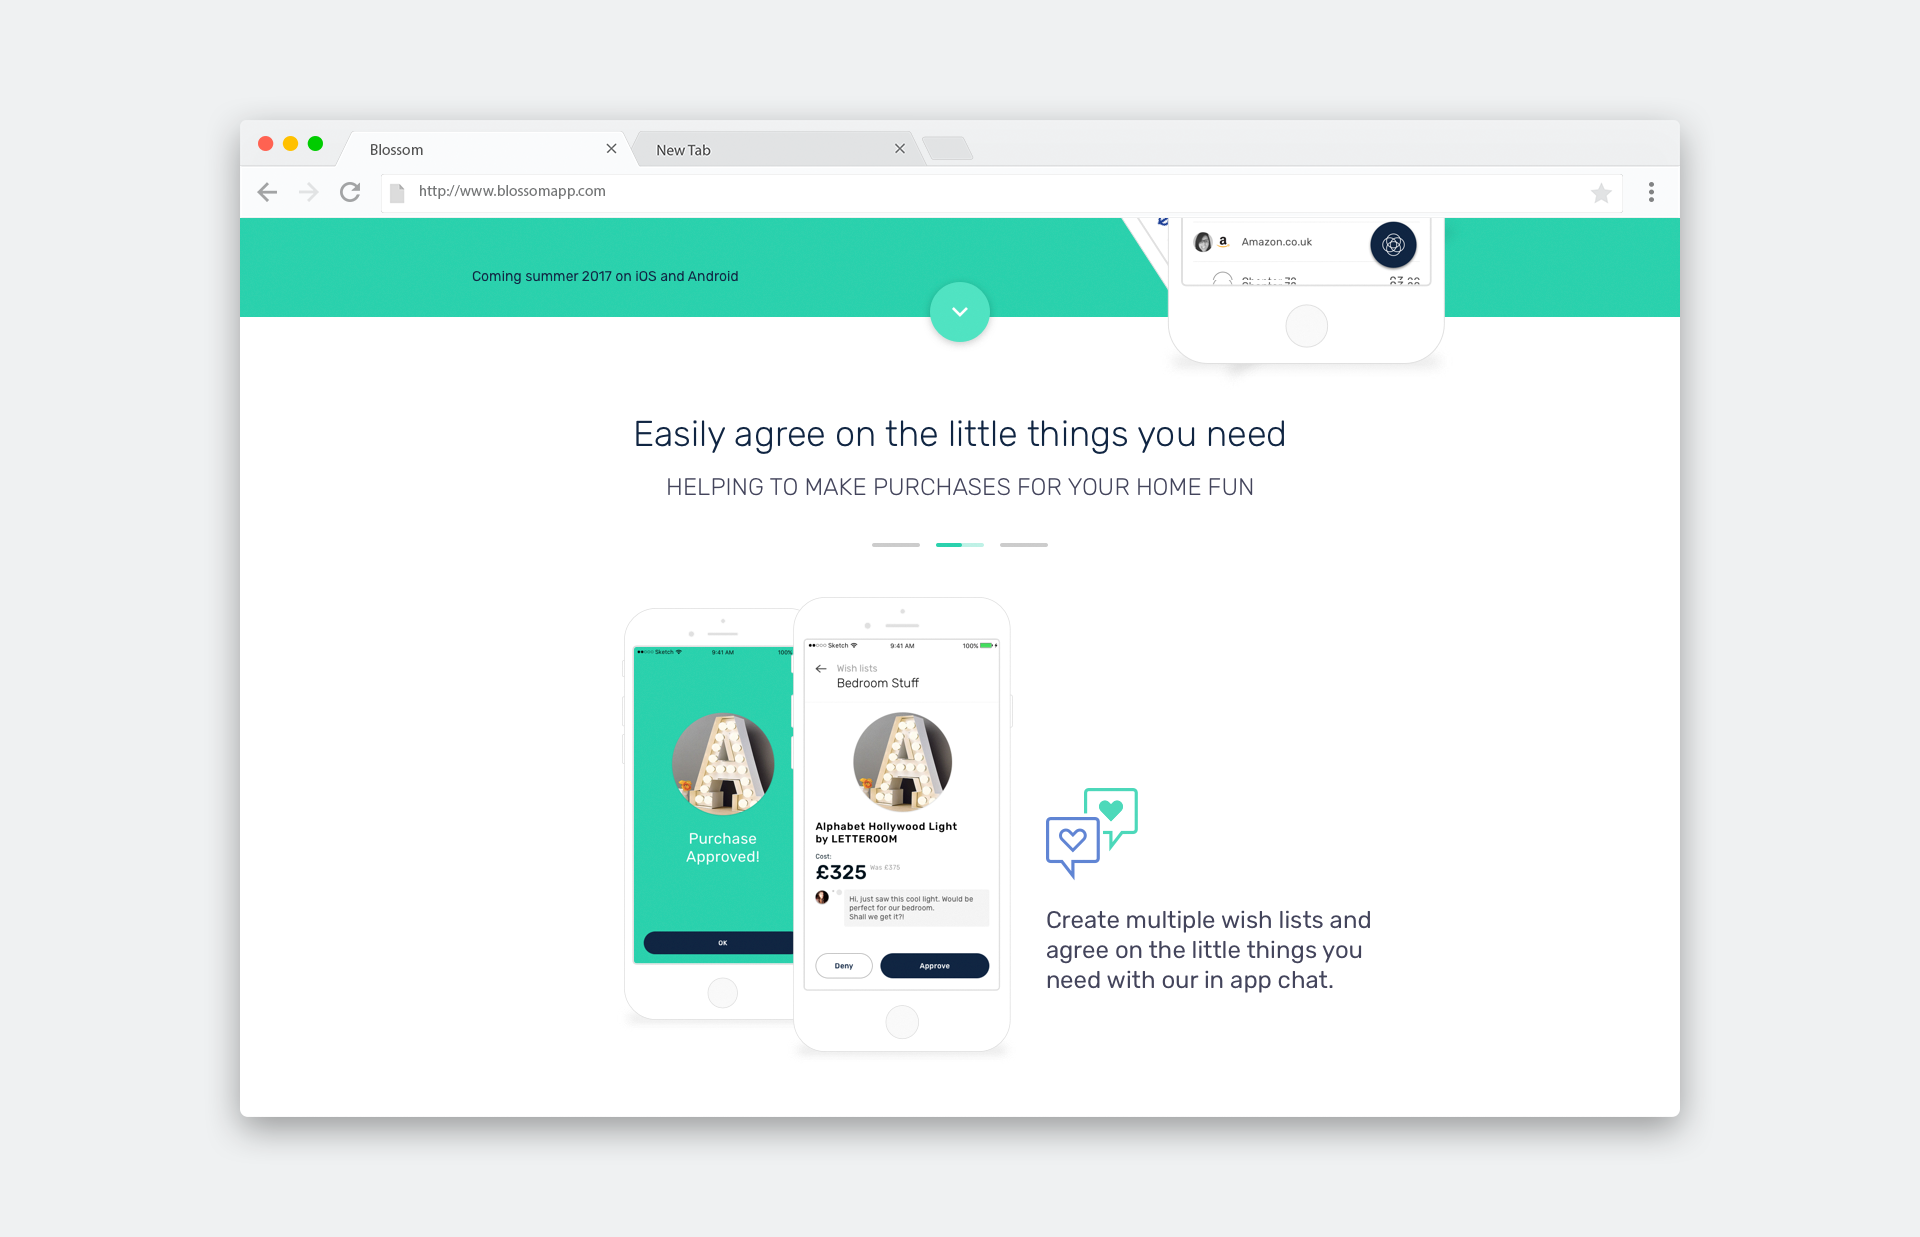 Blossom
New Tab
http://www.blossomapp.com
Amazon.co.uk
Coming summer 2017 on iOS and Android
Easily agree on the little things you need
HELPING TO MAKE PURCHASES FOR YOUR HOME FUN
Sketch 9:41 AM 100%
Purchase
Approved!
OK
Sketch 9:41 AM 100%
Wish lists
Bedroom Stuff
Alphabet Hollywood Light
by LETTEROOM
Cost:
£325 Was £375
Hi, just saw this cool light. Would be
perfect for our bedroom.
Shall we get it?!
Deny Approve
Create multiple wish lists and
agree on the little things you
need with our in app chat.